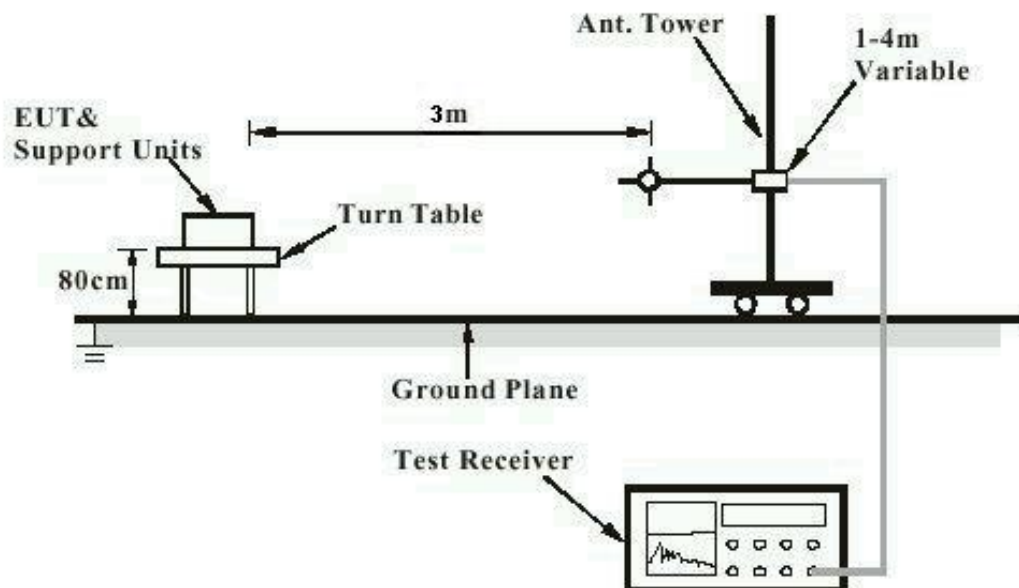 Ant. Tower
1-4m
Variable
3m
EUT&
Support Units
Turn Table
80cm
Ground Plane
Test Receiver